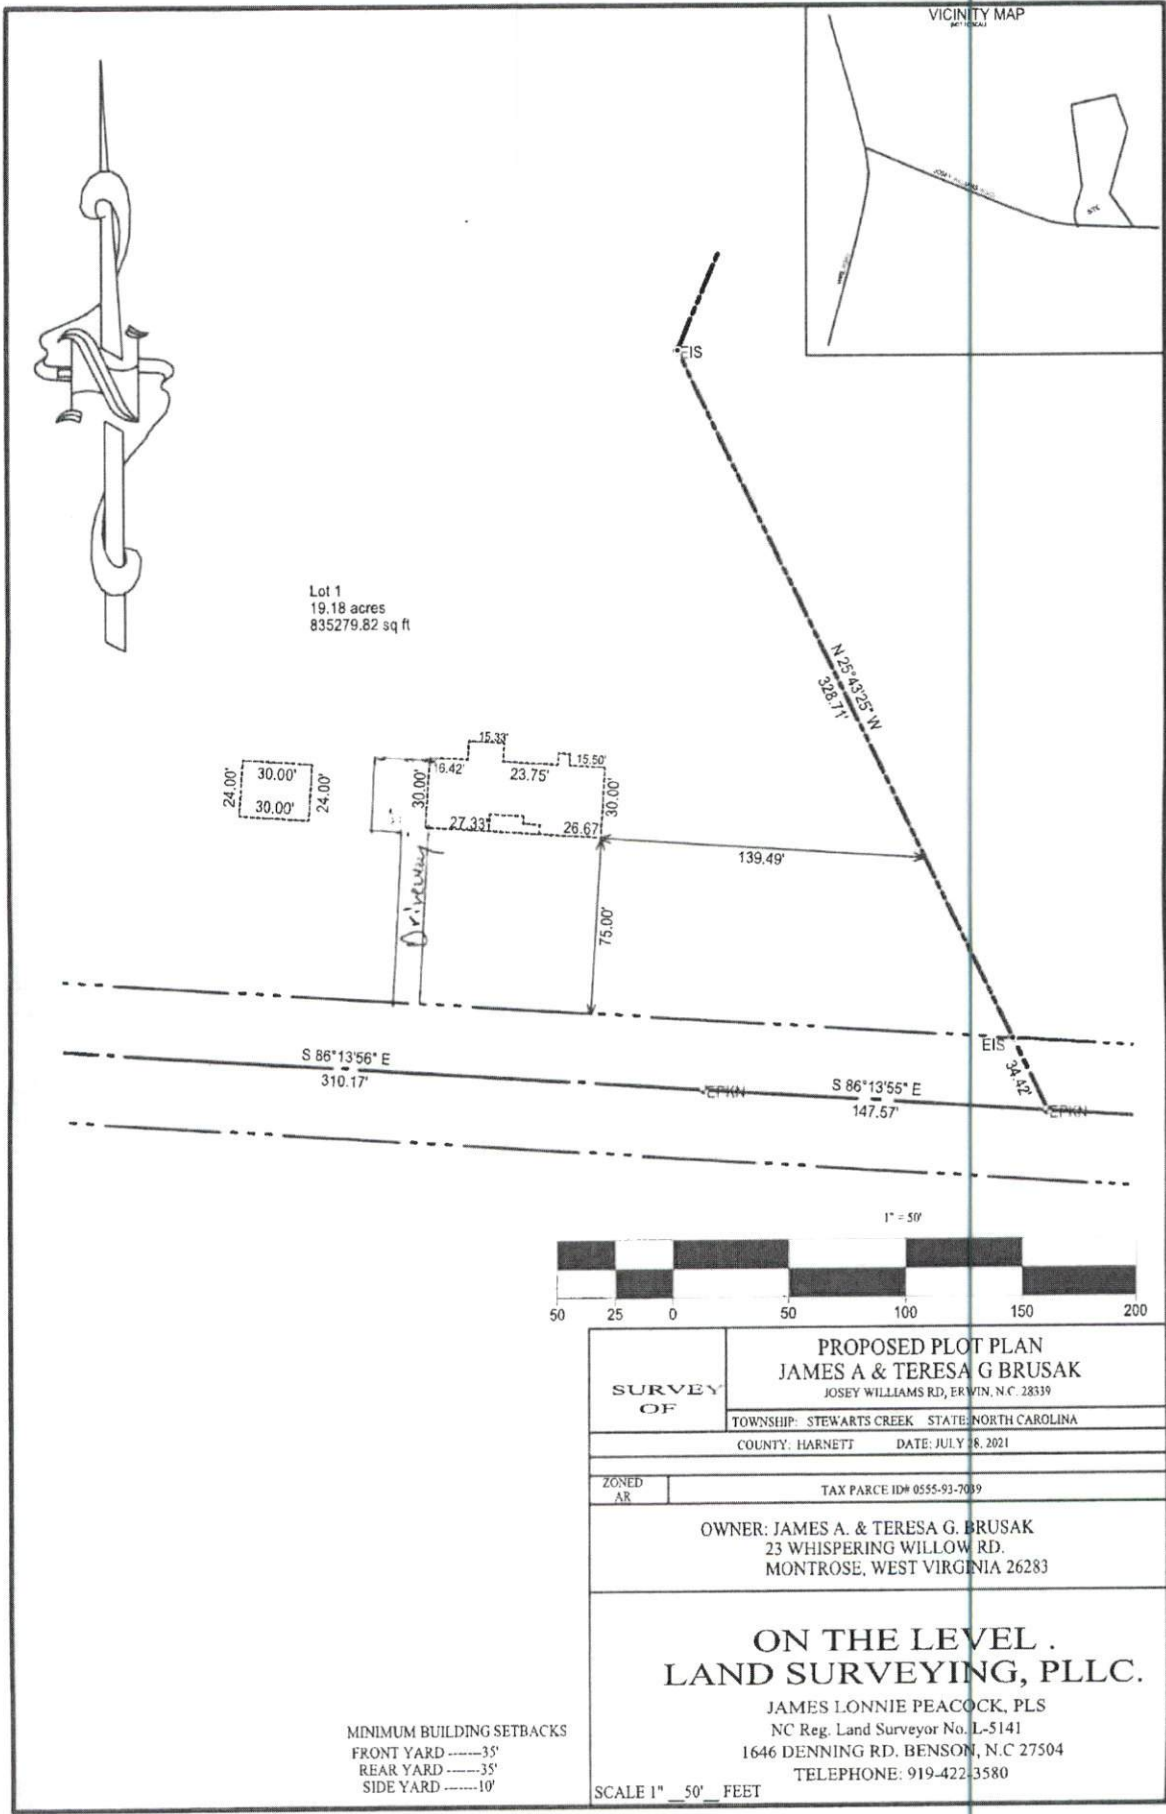 VICINITY MAP
EIS
Lot 1
19.18 acres
835279.82 sq ft
N 25°43'25" W
328.71'
15.33'
16.42'
23.75'
15.50'
30.00'
30.00'
24.00'
24.00'
30.00'
30.00'
27.33'
26.67'
139.49'
75.00'
Driveway
S 86°13'56" E
310.17'
EPKN
S 86°13'55" E
147.57'
EIS
34.42'
EPKN
1" = 50'
50 25 0 50 100 150 200
SURVEY
OF
PROPOSED PLOT PLAN
JAMES A & TERESA G BRUSAK
JOSEY WILLIAMS RD, ERWIN, N.C. 28339
TOWNSHIP: STEWARTS CREEK STATE: NORTH CAROLINA
COUNTY: HARNETT DATE: JULY 28, 2021
ZONED
AR
TAX PARCE ID# 0555-93-7039
OWNER: JAMES A. & TERESA G. BRUSAK
23 WHISPERING WILLOW RD.
MONTROSE, WEST VIRGINIA 26283
ON THE LEVEL .
LAND SURVEYING, PLLC.
JAMES LONNIE PEACOCK, PLS
NC Reg. Land Surveyor No. L-5141
1646 DENNING RD. BENSON, N.C 27504
TELEPHONE: 919-422-3580
MINIMUM BUILDING SETBACKS
FRONT YARD ------35'
REAR YARD ------35'
SIDE YARD -------10'
SCALE 1" __50'__ FEET